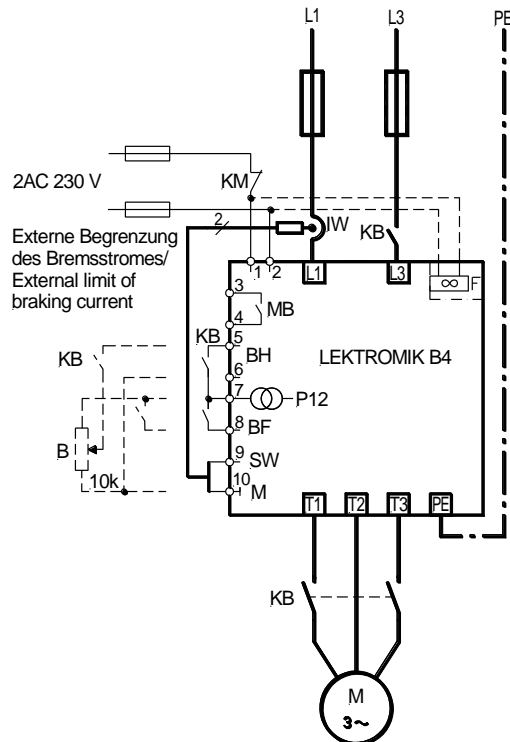 L1 L3 PE
2AC 230 V
KM
2
IW
KB
Externe Begrenzung
des Bremsstromes/
External limit of
braking current
1 2 L1 L3
∞ F
3
MB
4
KB 5
BH
KB
6
LEKTROMIK B4
7
P12
8 BF
B
9 SW
10k
10 M
T1 T2 T3 PE
KB
M
3~